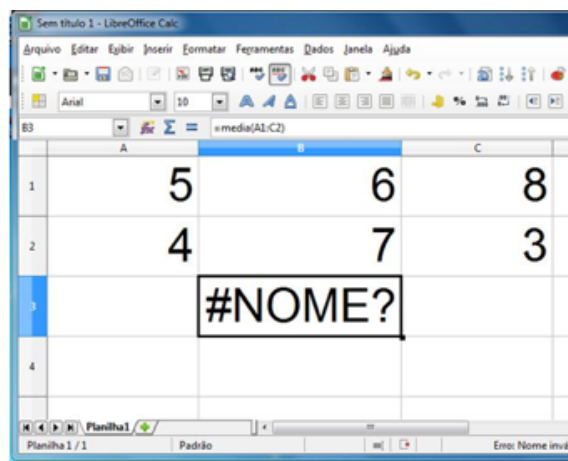 Sem título 1 - LibreOffice Calc
Arquivo Editar Exibir Inserir Formatar Ferramentas Dados Janela Ajuda
Arial 10 %
B3 =media(A1:C2)
A B C
1 5 6 8
2 4 7 3
3 #NOME?
4
Planilha1
Planilha 1 / 1 Padrão Erro: Nome invá